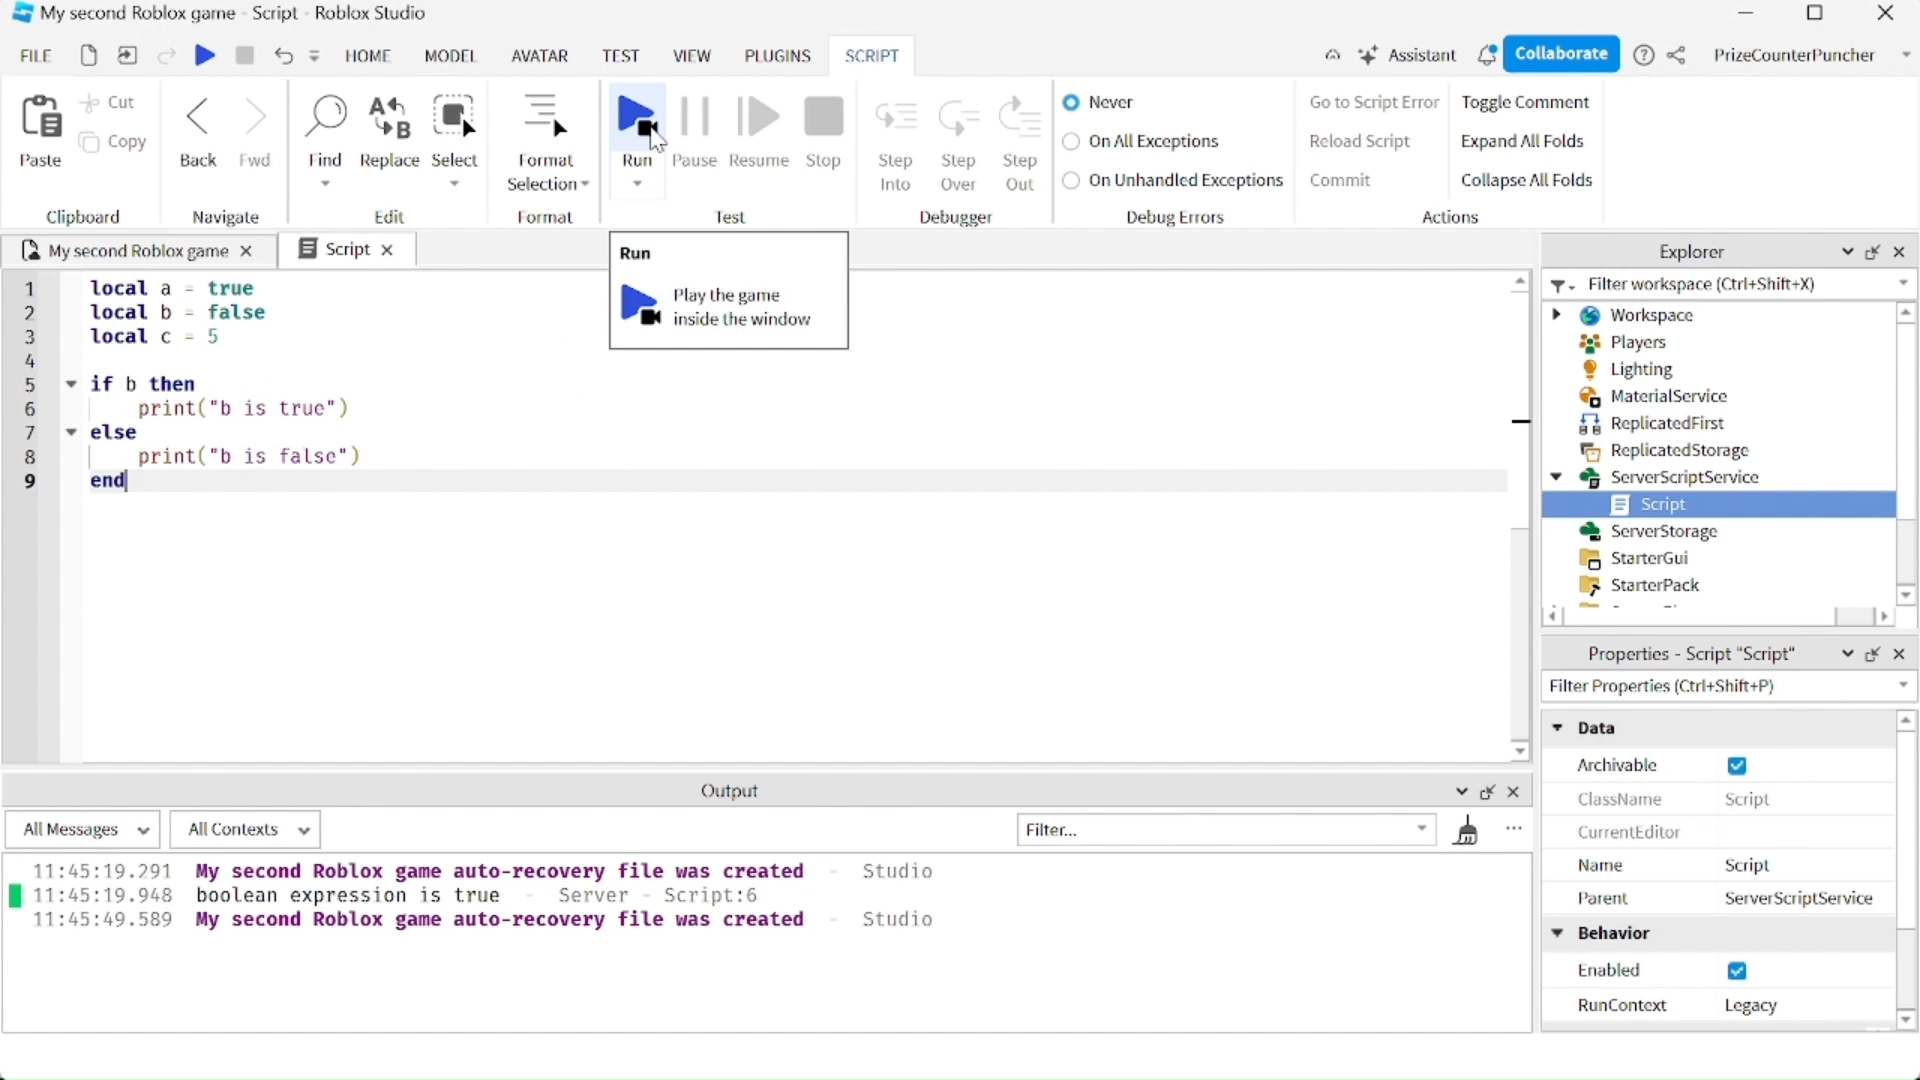 My second Roblox game - Script - Roblox Studio
FILE HOME MODEL AVATAR TEST VIEW PLUGINS SCRIPT Assistant Collaborate PrizeCounterPuncher
Paste
Cut
Copy
Clipboard
Back
Fwd
Navigate
Find
Replace
Select
Edit
Format
Selection
Format
Run
Pause
Resume
Stop
Test
Step
Into
Step
Over
Step
Out
Debugger
Never
On All Exceptions
On Unhandled Exceptions
Debug Errors
Go to Script Error
Reload Script
Commit
Toggle Comment
Expand All Folds
Collapse All Folds
Actions
My second Roblox game
Script
Run
Play the game
inside the window
1 local a = true
2 local b = false
3 local c = 5
4
5 if b then
6 print("b is true")
7 else
8 print("b is false")
9 end
Explorer
Filter workspace (Ctrl+Shift+X)
Workspace
Players
Lighting
MaterialService
ReplicatedFirst
ReplicatedStorage
ServerScriptService
Script
ServerStorage
StarterGui
StarterPack
Properties - Script "Script"
Filter Properties (Ctrl+Shift+P)
Data
Archivable
ClassName Script
CurrentEditor
Name Script
Parent ServerScriptService
Behavior
Enabled
RunContext Legacy
Output
All Messages
All Contexts
Filter...
11:45:19.291 My second Roblox game auto-recovery file was created - Studio
11:45:19.948 boolean expression is true - Server - Script:6
11:45:49.589 My second Roblox game auto-recovery file was created - Studio